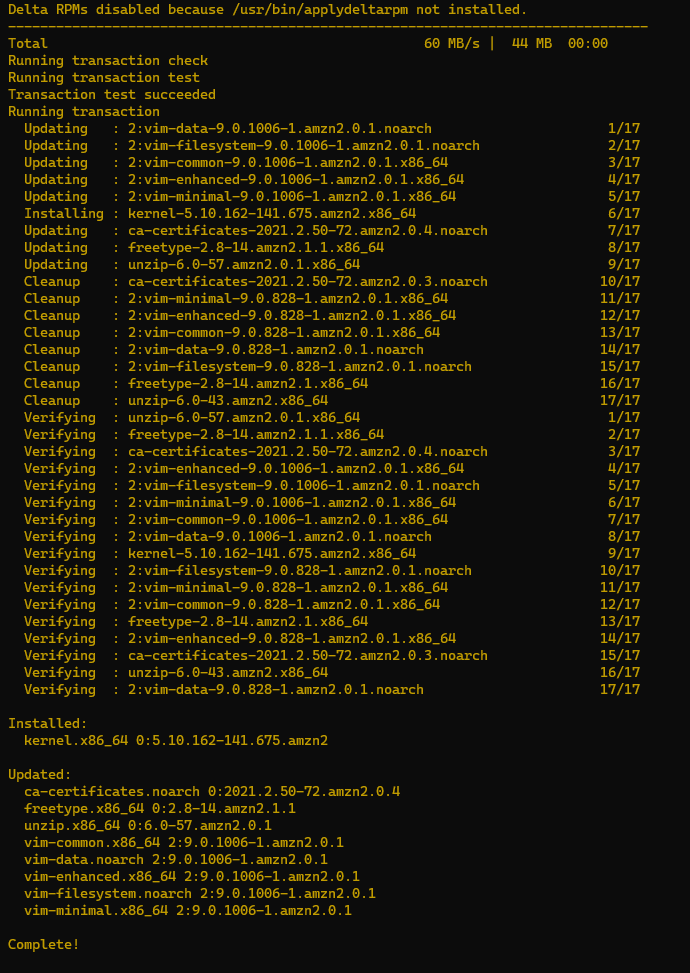 Delta RPMs disabled because /usr/bin/applydeltarpm not installed.
--------------------------------------------------------------------------------
Total 60 MB/s | 44 MB 00:00
Running transaction check
Running transaction test
Transaction test succeeded
Running transaction
Updating : 2:vim-data-9.0.1006-1.amzn2.0.1.noarch 1/17
Updating : 2:vim-filesystem-9.0.1006-1.amzn2.0.1.noarch 2/17
Updating : 2:vim-common-9.0.1006-1.amzn2.0.1.x86_64 3/17
Updating : 2:vim-enhanced-9.0.1006-1.amzn2.0.1.x86_64 4/17
Updating : 2:vim-minimal-9.0.1006-1.amzn2.0.1.x86_64 5/17
Installing : kernel-5.10.162-141.675.amzn2.x86_64 6/17
Updating : ca-certificates-2021.2.50-72.amzn2.0.4.noarch 7/17
Updating : freetype-2.8-14.amzn2.1.1.x86_64 8/17
Updating : unzip-6.0-57.amzn2.0.1.x86_64 9/17
Cleanup : ca-certificates-2021.2.50-72.amzn2.0.3.noarch 10/17
Cleanup : 2:vim-minimal-9.0.828-1.amzn2.0.1.x86_64 11/17
Cleanup : 2:vim-enhanced-9.0.828-1.amzn2.0.1.x86_64 12/17
Cleanup : 2:vim-common-9.0.828-1.amzn2.0.1.x86_64 13/17
Cleanup : 2:vim-data-9.0.828-1.amzn2.0.1.noarch 14/17
Cleanup : 2:vim-filesystem-9.0.828-1.amzn2.0.1.noarch 15/17
Cleanup : freetype-2.8-14.amzn2.1.x86_64 16/17
Cleanup : unzip-6.0-43.amzn2.x86_64 17/17
Verifying : unzip-6.0-57.amzn2.0.1.x86_64 1/17
Verifying : freetype-2.8-14.amzn2.1.1.x86_64 2/17
Verifying : ca-certificates-2021.2.50-72.amzn2.0.4.noarch 3/17
Verifying : 2:vim-enhanced-9.0.1006-1.amzn2.0.1.x86_64 4/17
Verifying : 2:vim-filesystem-9.0.1006-1.amzn2.0.1.noarch 5/17
Verifying : 2:vim-minimal-9.0.1006-1.amzn2.0.1.x86_64 6/17
Verifying : 2:vim-common-9.0.1006-1.amzn2.0.1.x86_64 7/17
Verifying : 2:vim-data-9.0.1006-1.amzn2.0.1.noarch 8/17
Verifying : kernel-5.10.162-141.675.amzn2.x86_64 9/17
Verifying : 2:vim-filesystem-9.0.828-1.amzn2.0.1.noarch 10/17
Verifying : 2:vim-minimal-9.0.828-1.amzn2.0.1.x86_64 11/17
Verifying : 2:vim-common-9.0.828-1.amzn2.0.1.x86_64 12/17
Verifying : freetype-2.8-14.amzn2.1.x86_64 13/17
Verifying : 2:vim-enhanced-9.0.828-1.amzn2.0.1.x86_64 14/17
Verifying : ca-certificates-2021.2.50-72.amzn2.0.3.noarch 15/17
Verifying : unzip-6.0-43.amzn2.x86_64 16/17
Verifying : 2:vim-data-9.0.828-1.amzn2.0.1.noarch 17/17
Installed:
kernel.x86_64 0:5.10.162-141.675.amzn2
Updated:
ca-certificates.noarch 0:2021.2.50-72.amzn2.0.4
freetype.x86_64 0:2.8-14.amzn2.1.1
unzip.x86_64 0:6.0-57.amzn2.0.1
vim-common.x86_64 2:9.0.1006-1.amzn2.0.1
vim-data.noarch 2:9.0.1006-1.amzn2.0.1
vim-enhanced.x86_64 2:9.0.1006-1.amzn2.0.1
vim-filesystem.noarch 2:9.0.1006-1.amzn2.0.1
vim-minimal.x86_64 2:9.0.1006-1.amzn2.0.1
Complete!